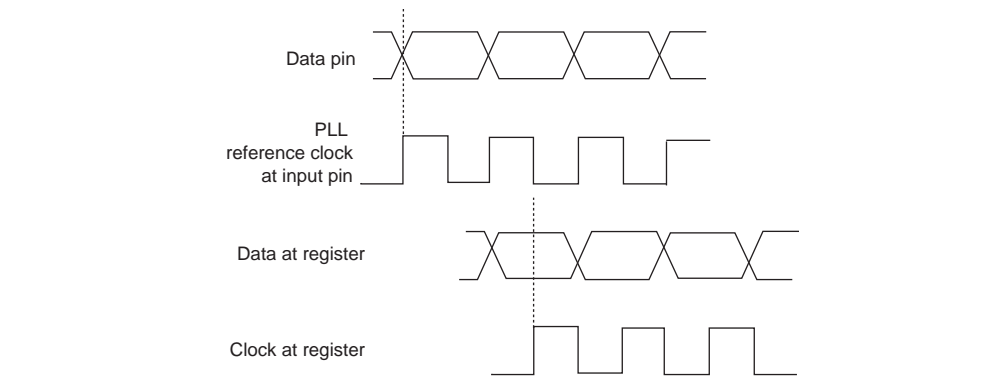 Data pin
PLL
reference clock
at input pin
Data at register
Clock at register